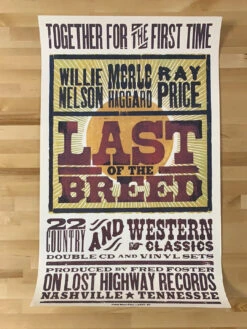 TOGETHER FOR THE FIRST TIME
WILLIE NELSON
MERLE HAGGARD
RAY PRICE
LAST
OF THE
BREED
22 COUNTRY AND WESTERN CLASSICS
DOUBLE CD AND VINYL SETS
PRODUCED BY FRED FOSTER
ON LOST HIGHWAY RECORDS
NASHVILLE ★ TENNESSEE